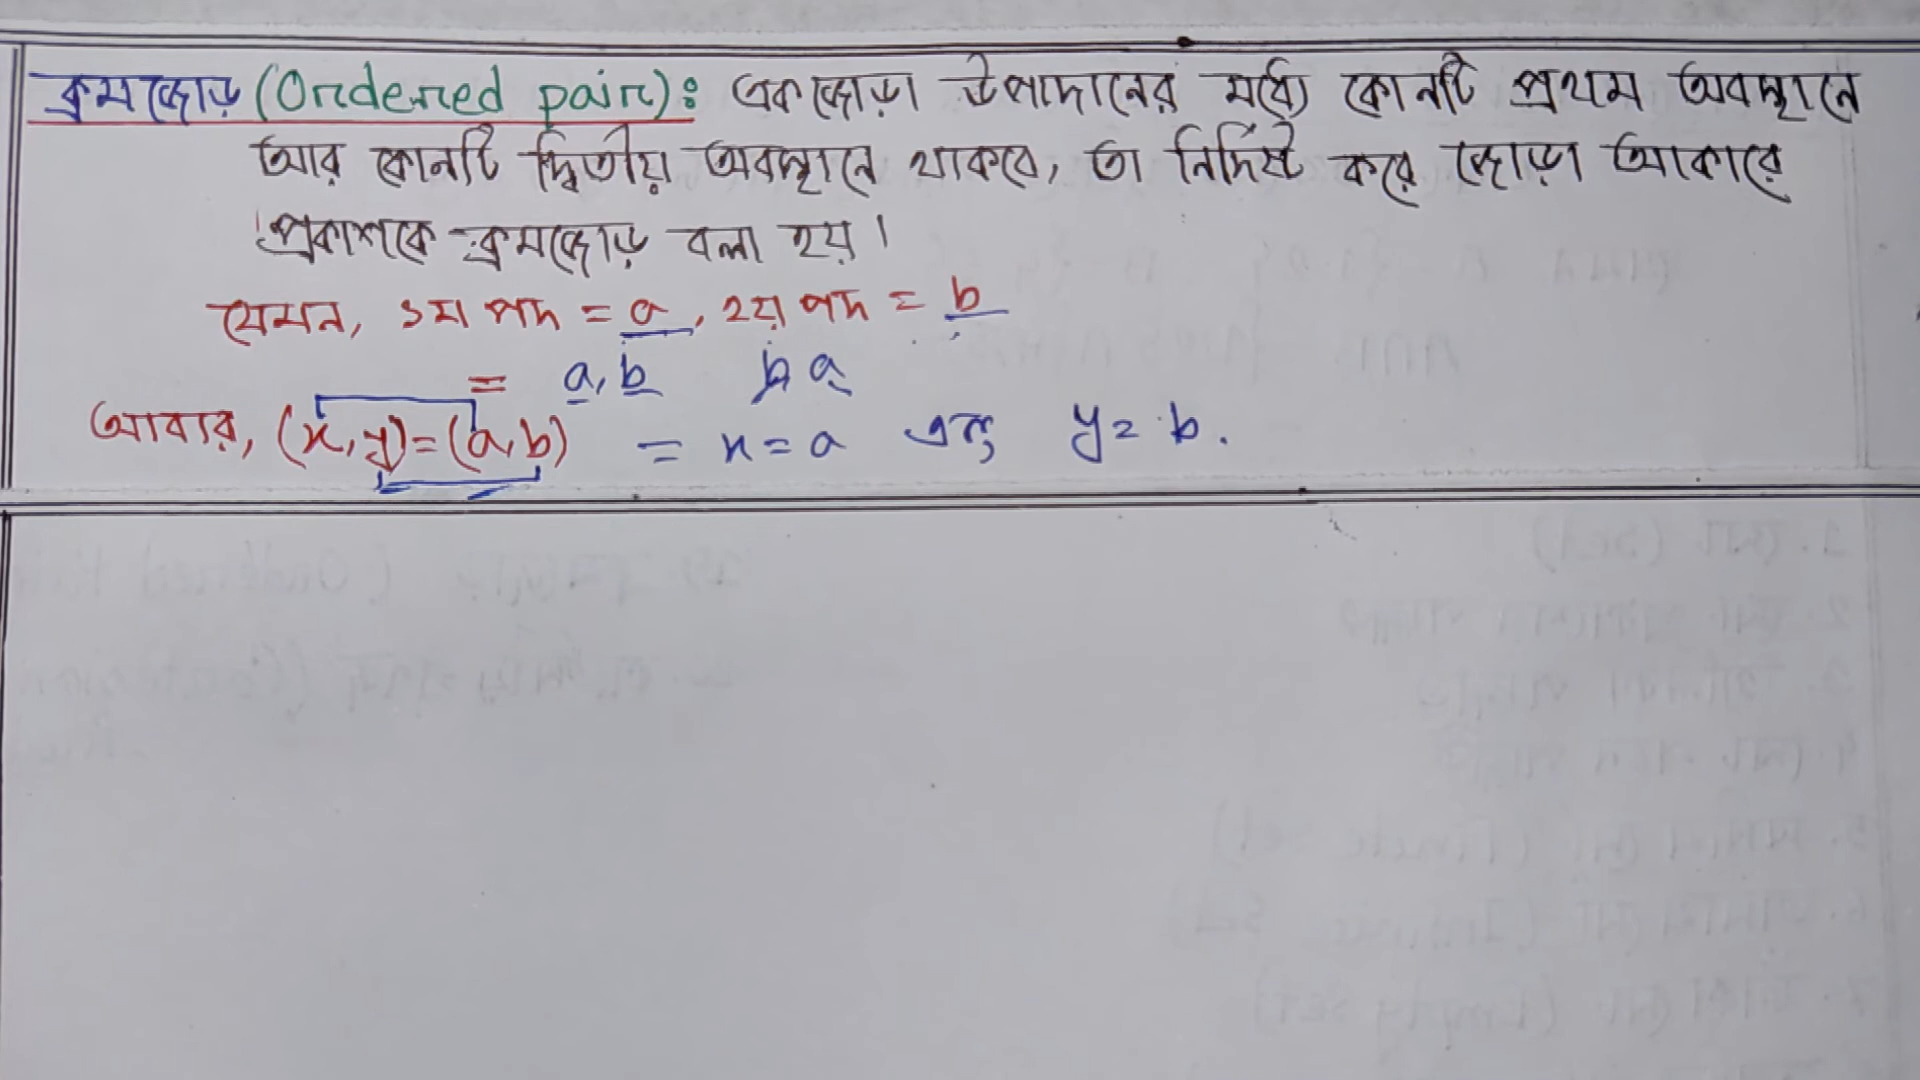 ক্রমজোড় (Ordered pair): একজোড়া উপাদানের মধ্যে কোনটি প্রথম অবস্থানে
আর কোনটি দ্বিতীয় অবস্থানে থাকবে, তা নির্দিষ্ট করে জোড়া আকারে
প্রকাশকে ক্রমজোড় বলা হয়।
যেমন, ১ম পদ = a, ২য় পদ = b
= a, b b a
আবার, (x, y) = (a, b) = x = a এবং y = b.